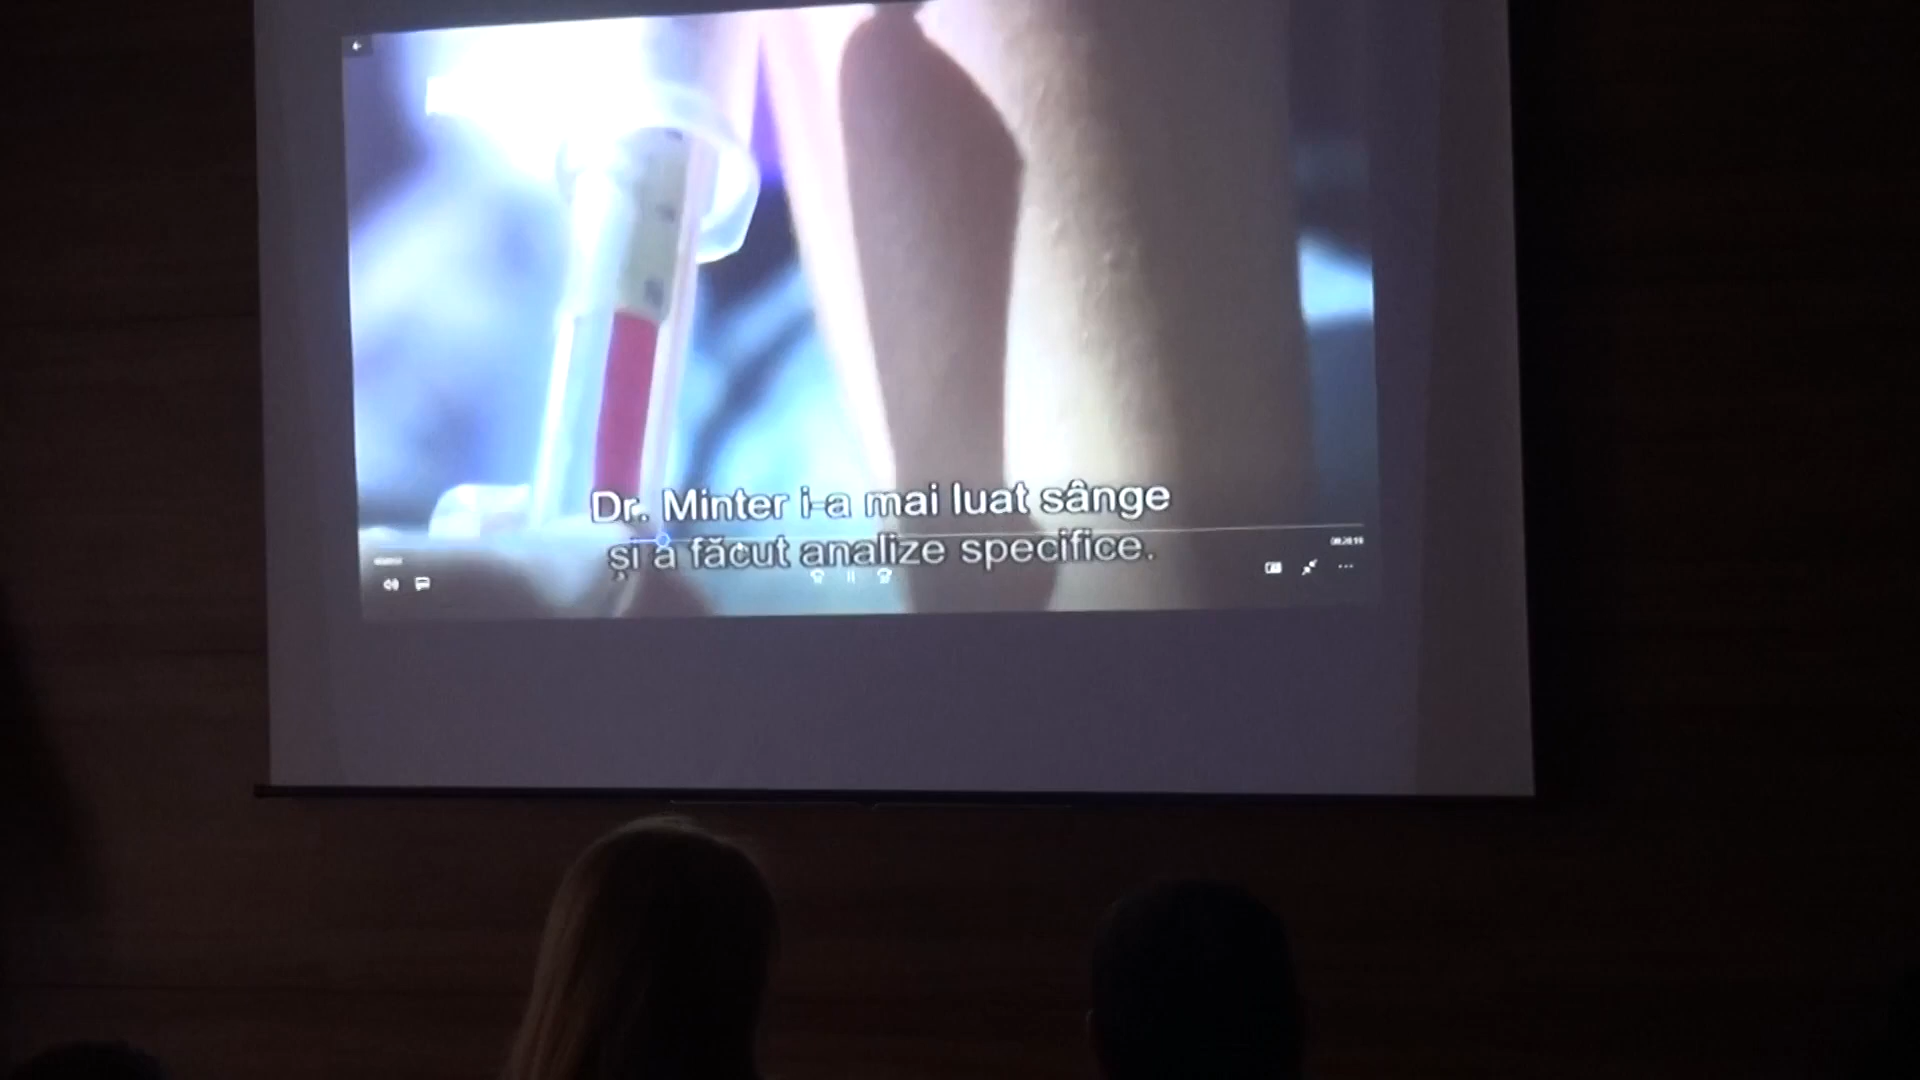 Dr. Minter i-a mai luat sânge
și a făcut analize specifice.